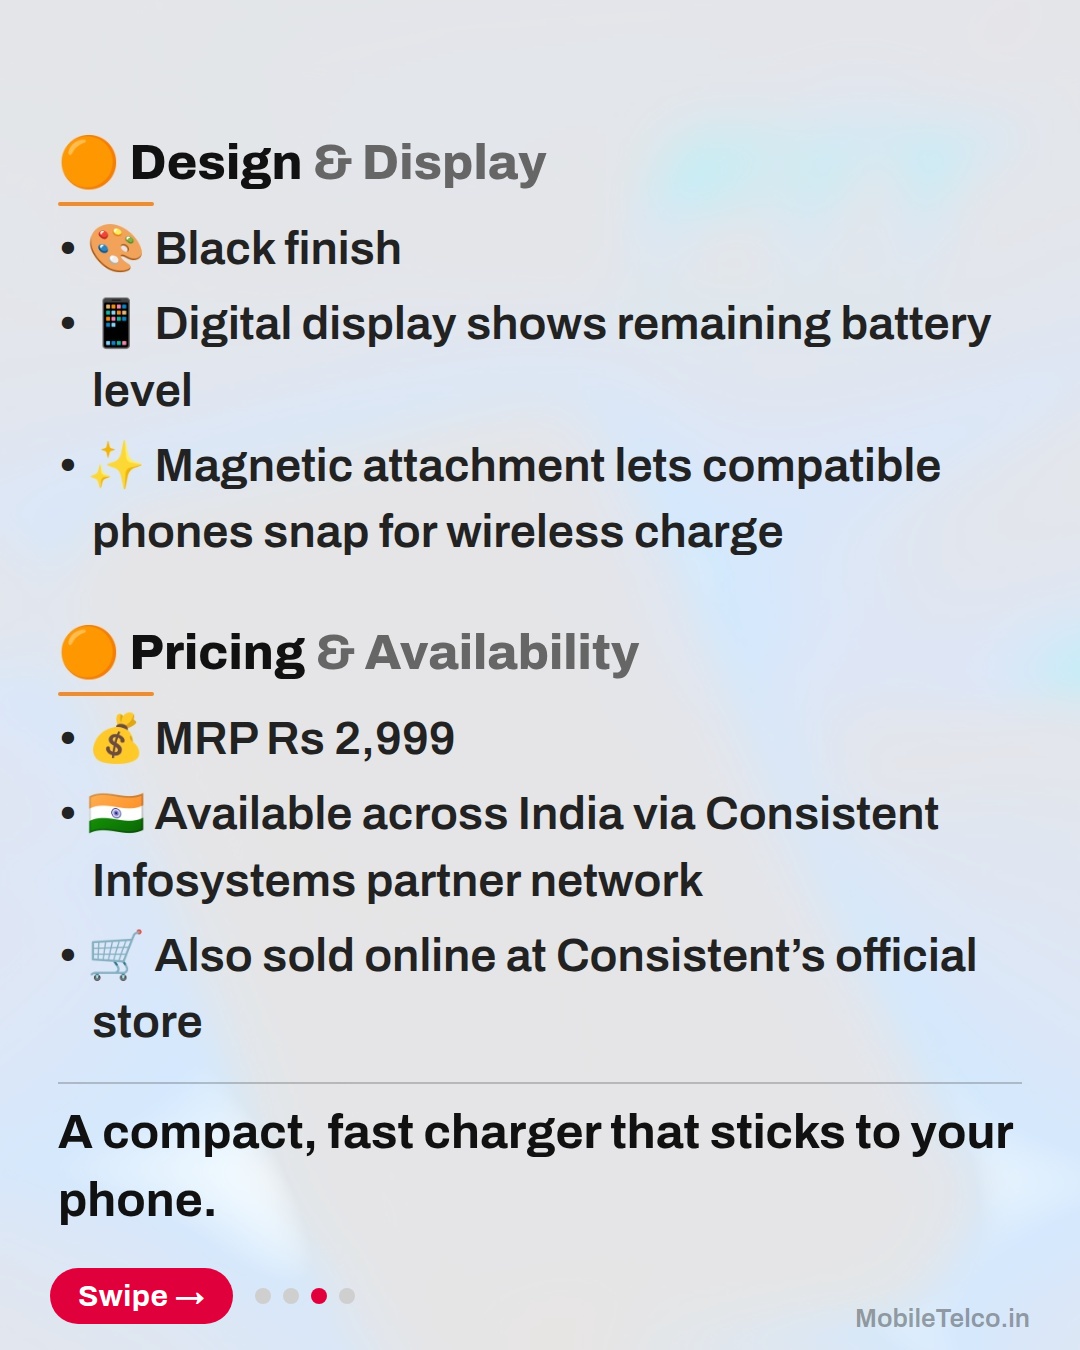 🟠 Design & Display
• 🎨 Black finish
• 📱 Digital display shows remaining battery
level
• ✨ Magnetic attachment lets compatible
phones snap for wireless charge
🟠 Pricing & Availability
• 💰 MRP Rs 2,999
• 🇮🇳 Available across India via Consistent
Infosystems partner network
• 🛒 Also sold online at Consistent’s official
store
A compact, fast charger that sticks to your
phone.
Swipe →
MobileTelco.in